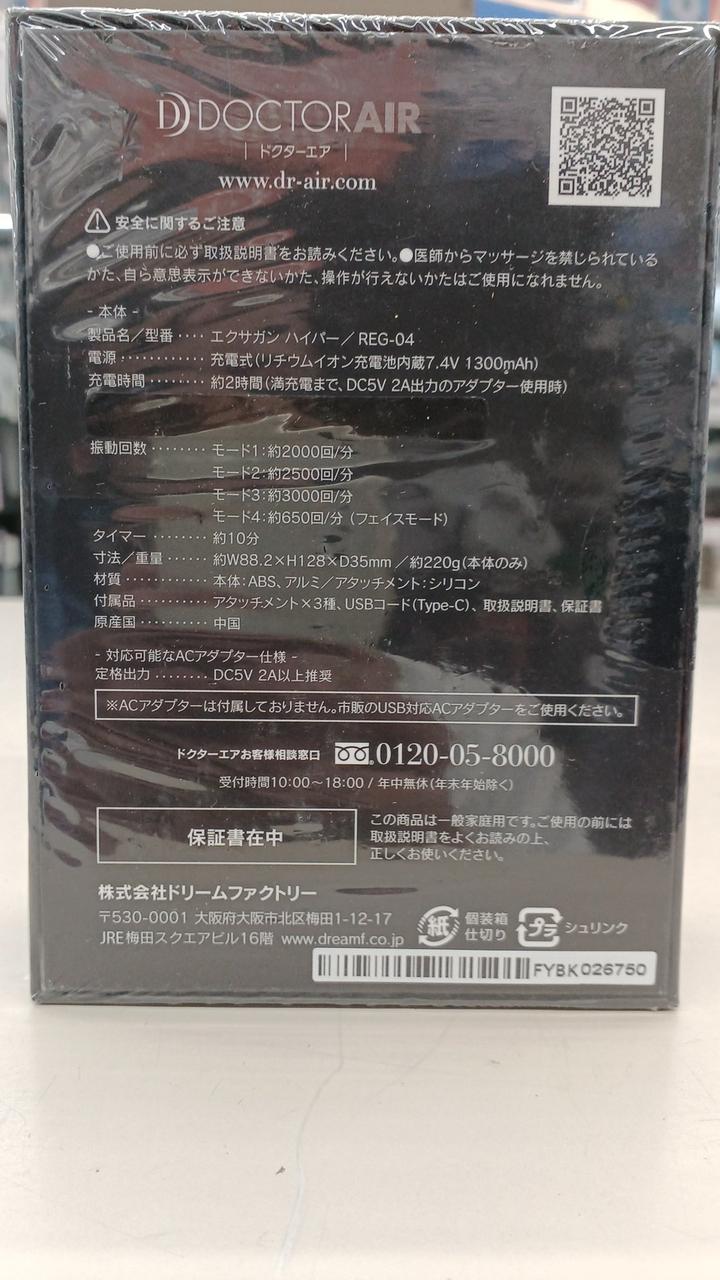 DOCTORAIR
| ドクターエア |
www.dr-air.com
安全に関するご注意
●ご使用前に必ず取扱説明書をお読みください。●医師からマッサージを禁じられている
かた、自ら意思表示ができないかた、操作が行えないかたはご使用になれません。
- 本体 -
製品名／型番 ････ エクサガン ハイパー／ REG-04
電源 ････････････ 充電式(リチウムイオン充電池内蔵7.4V 1300mAh)
充電時間 ････････ 約2時間(満充電まで、DC5V 2A出力のアダプター使用時)
振動回数 ････････ モード1：約2000回/分
モード2：約2500回/分
モード3：約3000回/分
モード4：約650回/分 (フェイスモード)
タイマー ････････ 約10分
寸法／重量 ･･････ 約W88.2×H128×D35mm ／約220g(本体のみ)
材質 ････････････ 本体：ABS、アルミ／アタッチメント：シリコン
付属品 ･･････････ アタッチメント×3種、USBコード(Type-C)、取扱説明書、保証書
原産国 ･･････････ 中国
- 対応可能なACアダプター仕様 -
定格出力 ････････ DC5V 2A以上推奨
※ACアダプターは付属しておりません。市販のUSB対応ACアダプターをご使用ください。
ドクターエアお客様相談窓口 0120-05-8000
受付時間10:00〜18:00 / 年中無休(年末年始除く)
保証書在中
この商品は一般家庭用です。ご使用の前には
取扱説明書をよくお読みの上、
正しくお使いください。
株式会社ドリームファクトリー
〒530-0001 大阪府大阪市北区梅田1-12-17
JRE梅田スクエアビル16階 www.dreamf.co.jp
紙 個装箱
仕切り
プラ シュリンク
FYBK026750